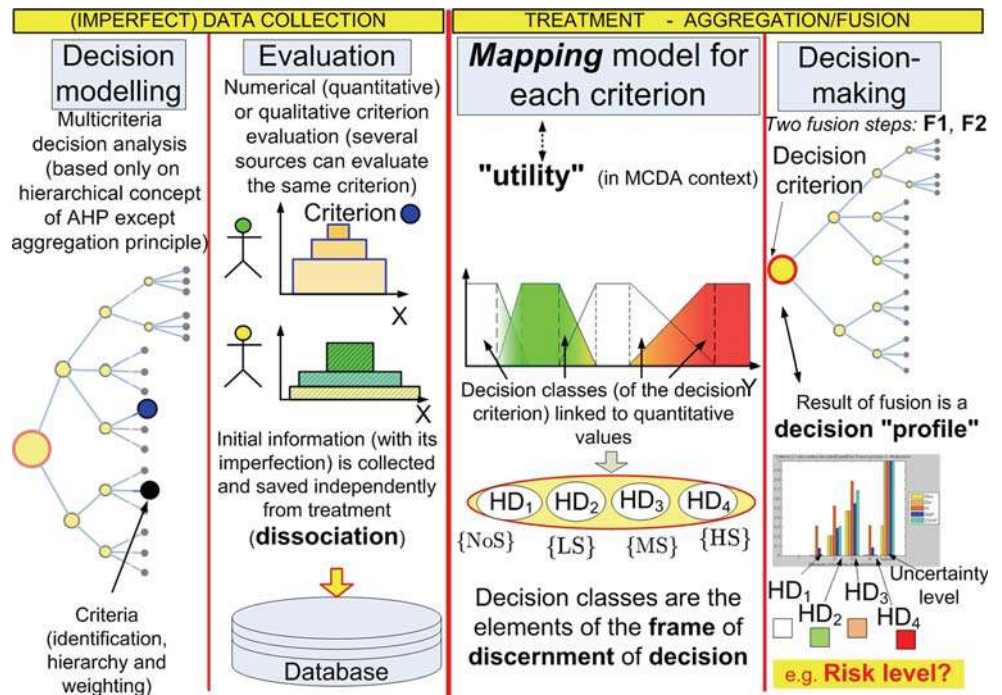 (IMPERFECT) DATA COLLECTION
TREATMENT - AGGREGATION/FUSION
Decision
modelling
Multicriteria
decision analysis
(based only on
hierarchical concept
of AHP except
aggregation principle)
Criteria
(identification,
hierarchy and
weighting)
Evaluation
Numerical (quantitative)
or qualitative criterion
evaluation (several
sources can evaluate
the same criterion)
Criterion
X
X
Initial information (with its
imperfection) is collected
and saved independently
from treatment
(dissociation)
Database
Mapping model for
each criterion
"utility" (in MCDA context)
Y
Decision classes (of the decision
criterion) linked to quantitative
values
HD1 HD2 HD3 HD4
{NoS} {LS} {MS} {HS}
Decision classes are the
elements of the frame of
discernment of decision
Decision-
making
Two fusion steps: F1, F2
Decision
criterion
Result of fusion is a
decision "profile"
Uncertainty
level
HD1
HD2
HD3
HD4
e.g. Risk level?